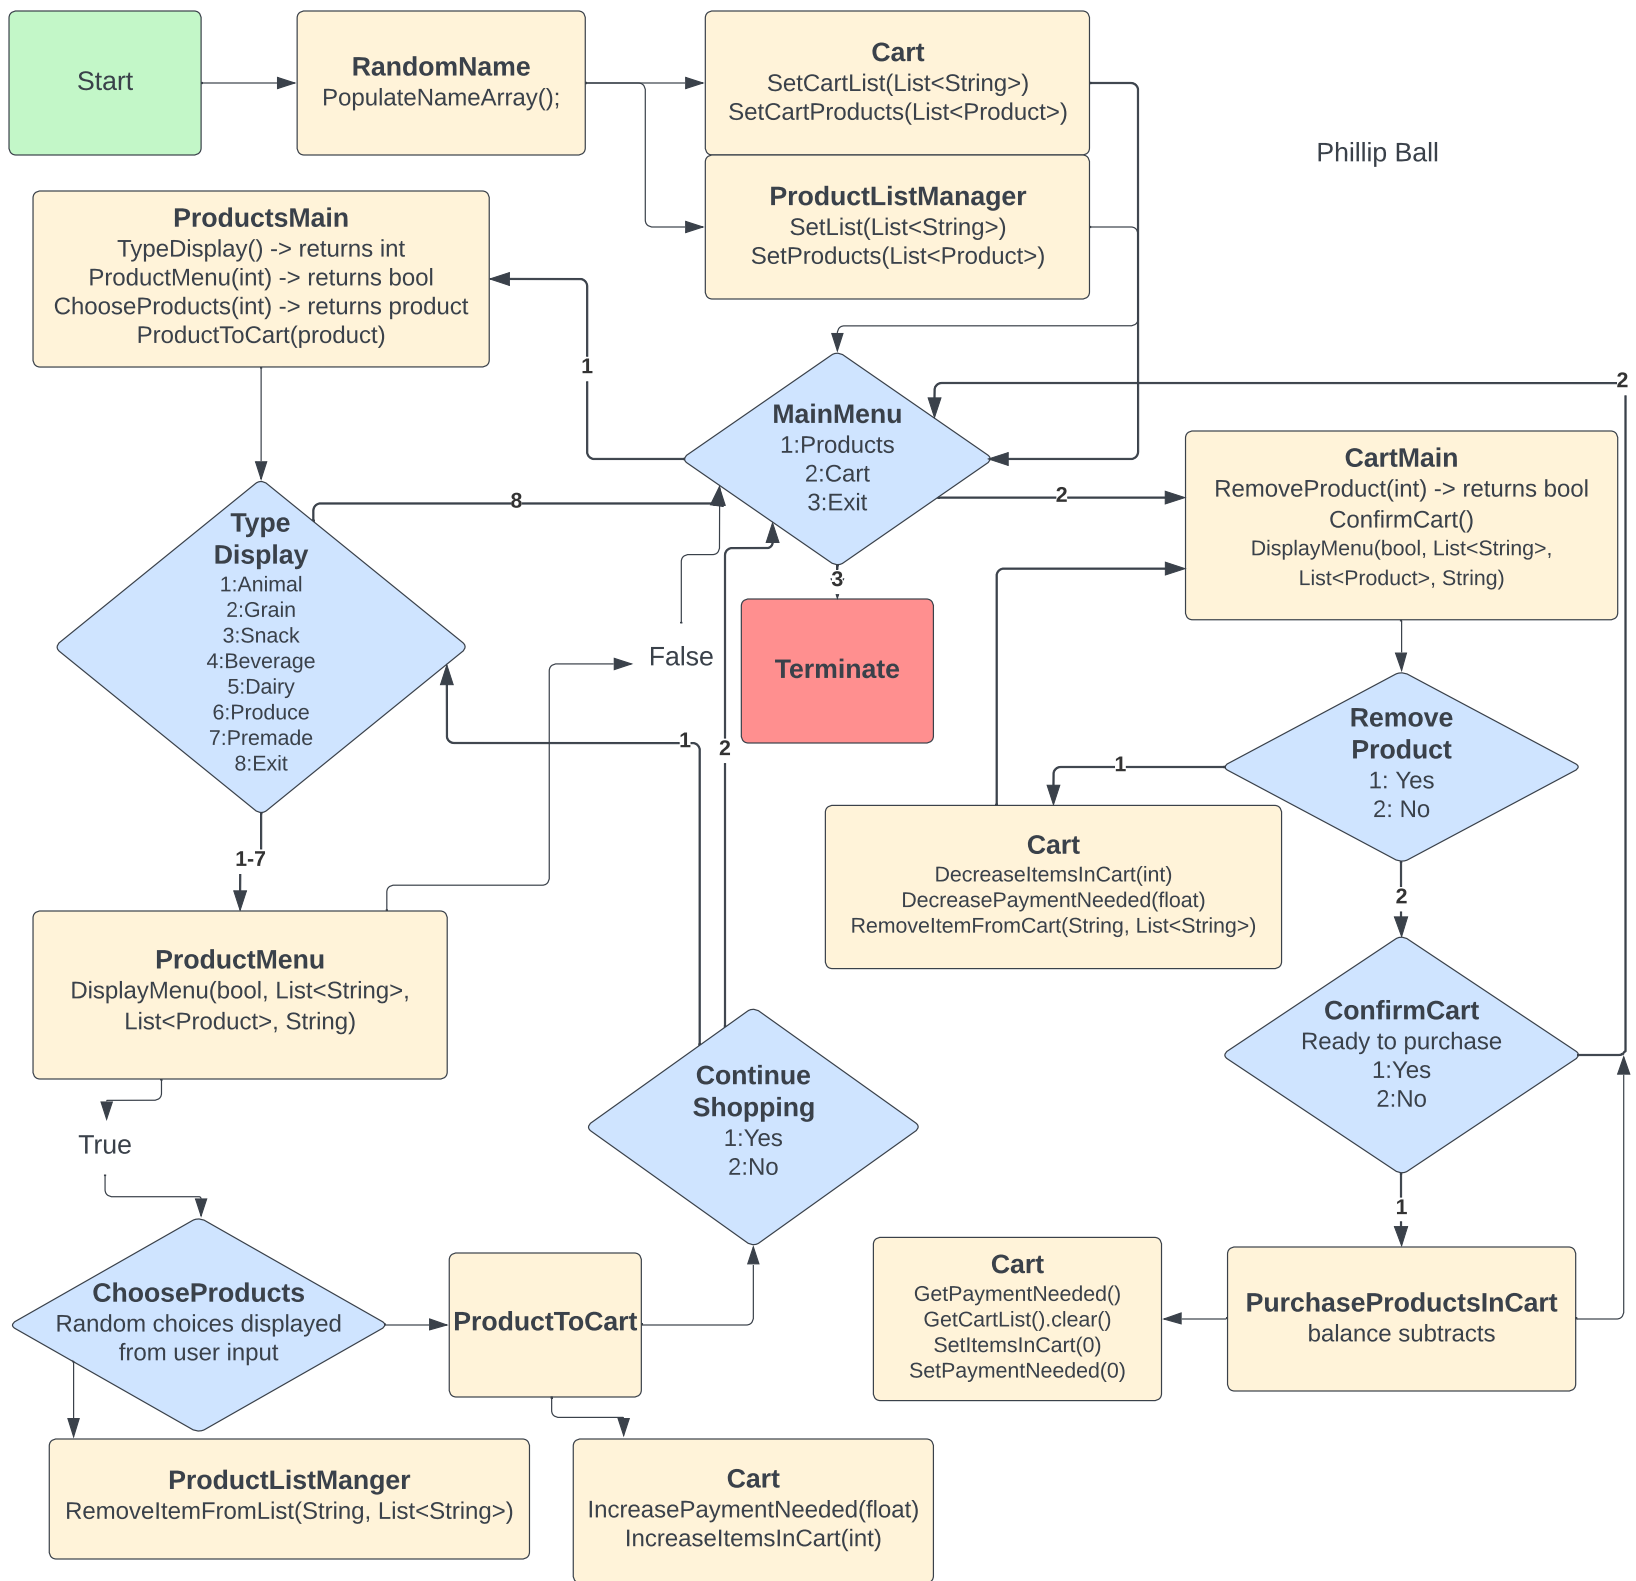 Start
RandomName
PopulateNameArray();
Cart
SetCartList(List<String>)
SetCartProducts(List<Product>)
Phillip Ball
ProductListManager
SetList(List<String>)
SetProducts(List<Product>)
ProductsMain
TypeDisplay() -> returns int
ProductMenu(int) -> returns bool
ChooseProducts(int) -> returns product
ProductToCart(product)
1
MainMenu
1:Products
2:Cart
3:Exit
2
2
3
8
CartMain
RemoveProduct(int) -> returns bool
ConfirmCart()
DisplayMenu(bool, List<String>,
List<Product>, String)
Type
Display
1:Animal
2:Grain
3:Snack
4:Beverage
5:Dairy
6:Produce
7:Premade
8:Exit
False
Terminate
1
2
Remove
Product
1: Yes
2: No
1
2
Cart
DecreaseItemsInCart(int)
DecreasePaymentNeeded(float)
RemoveItemFromCart(String, List<String>)
1-7
ProductMenu
DisplayMenu(bool, List<String>,
List<Product>, String)
True
Continue
Shopping
1:Yes
2:No
ConfirmCart
Ready to purchase
1:Yes
2:No
1
ChooseProducts
Random choices displayed
from user input
ProductToCart
Cart
GetPaymentNeeded()
GetCartList().clear()
SetItemsInCart(0)
SetPaymentNeeded(0)
PurchaseProductsInCart
balance subtracts
ProductListManger
RemoveItemFromList(String, List<String>)
Cart
IncreasePaymentNeeded(float)
IncreaseItemsInCart(int)